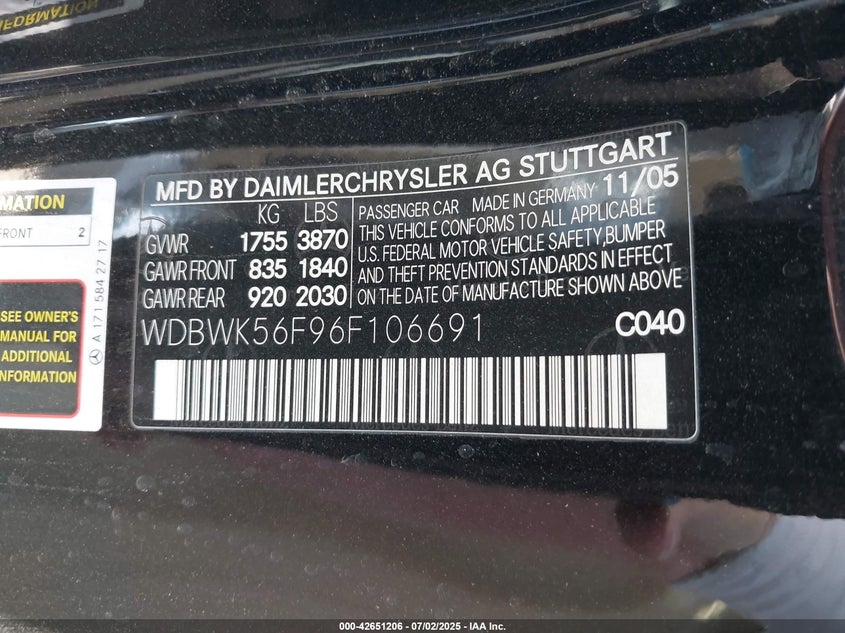 INFORMATION
MFD BY DAIMLERCHRYSLER AG STUTTGART 11/05
KG LBS
GVWR 1755 3870
GAWR FRONT 835 1840
GAWR REAR 920 2030
PASSENGER CAR MADE IN GERMANY
THIS VEHICLE CONFORMS TO ALL APPLICABLE
U.S. FEDERAL MOTOR VEHICLE SAFETY,BUMPER
AND THEFT PREVENTION STANDARDS IN EFFECT
ON THE DATE OF MANUFACTURE SHOWN ABOVE
WDBWK56F96F106691 C040
MATION
FRONT 2
SEE OWNER'S
MANUAL FOR
ADDITIONAL
INFORMATION
A 171 584 27 17
000-42651206 - 07/02/2025 - IAA Inc.